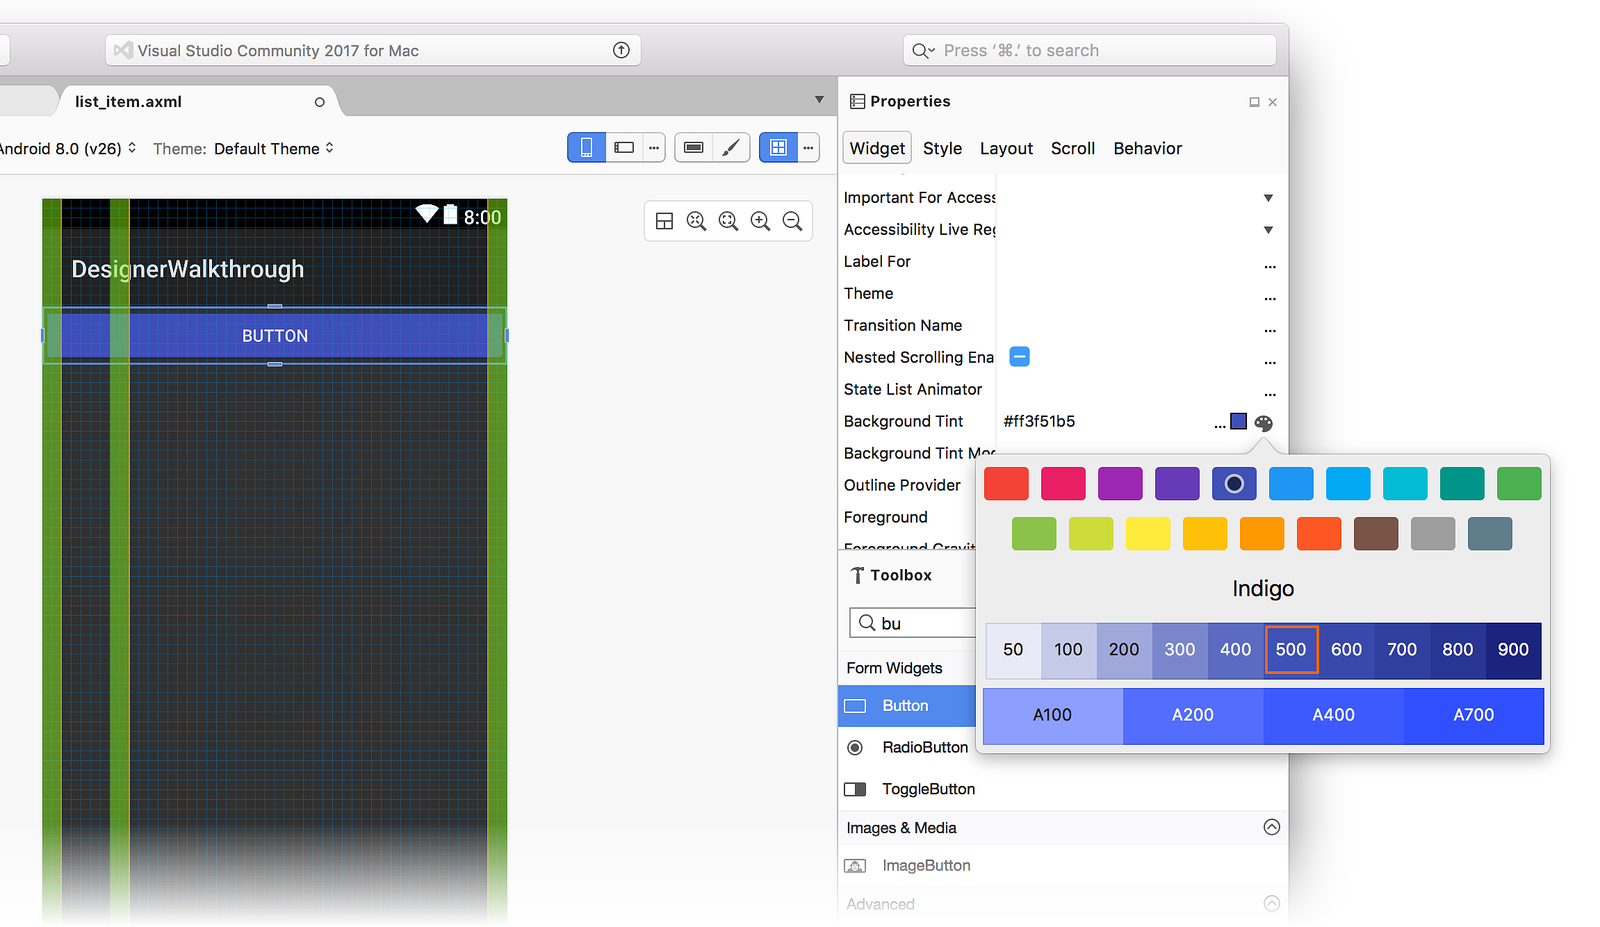 Visual Studio Community 2017 for Mac
Press ‘⌘.’ to search
list_item.axml
Android 8.0 (v26)
Theme: Default Theme
8:00
DesignerWalkthrough
BUTTON
Properties
Widget Style Layout Scroll Behavior
Important For Access
Accessibility Live Reg
Label For
...
Theme
...
Transition Name
...
Nested Scrolling Ena
...
State List Animator
...
Background Tint #ff3f51b5 ...
Background Tint Mod
Outline Provider
Foreground
Foreground Gravit
Indigo
50 100 200 300 400 500 600 700 800 900
A100 A200 A400 A700
Toolbox
bu
Form Widgets
Button
RadioButton
ToggleButton
Images & Media
ImageButton
Advanced